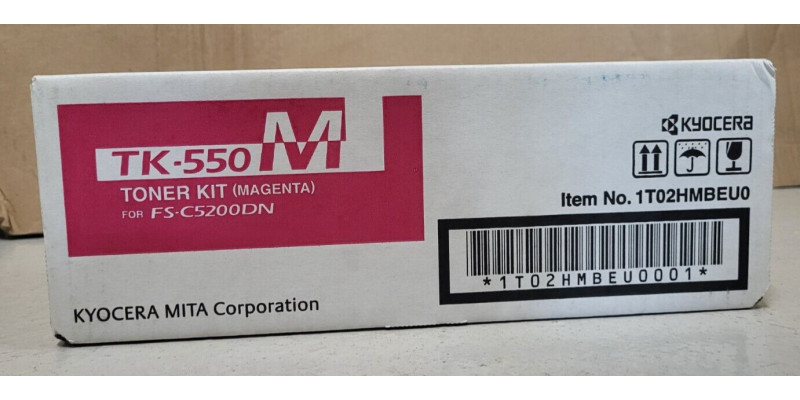 TK-550 M
TONER KIT (MAGENTA)
FOR FS-C5200DN
KYOCERA MITA Corporation
KYOCERA
Item No. 1T02HMBEU0
*1T02HMBEU0001*